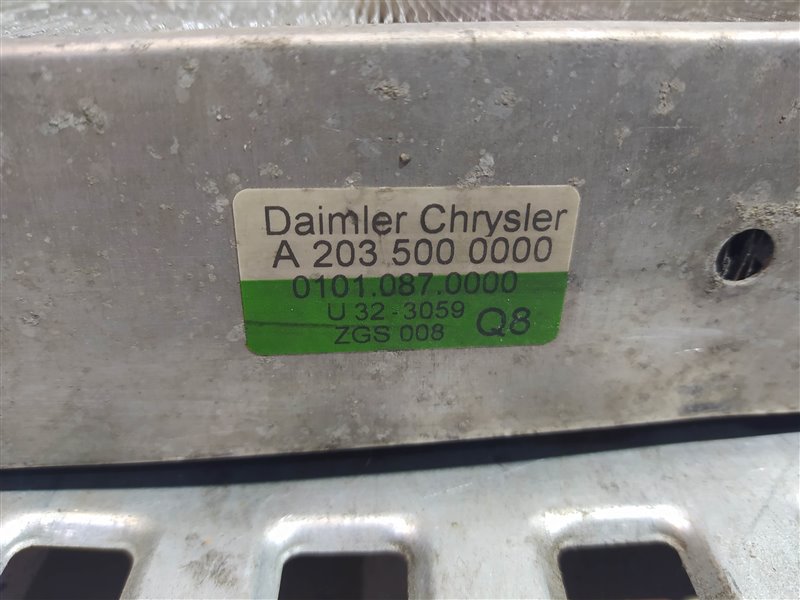 Daimler Chrysler
A 203 500 0000
0101.087.0000
U 32 - 3059
ZGS 008 Q8